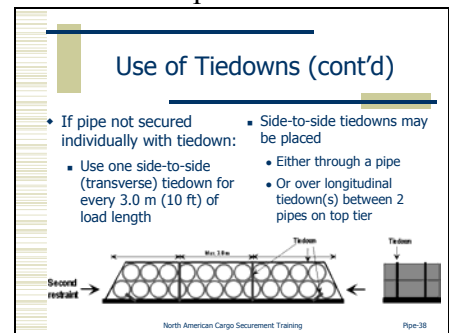 Use of Tiedowns (cont’d)
If pipe not secured
individually with tiedown:
Use one side-to-side
(transverse) tiedown for
every 3.0 m (10 ft) of
load length
Side-to-side tiedowns may
be placed
Either through a pipe
Or over longitudinal
tiedown(s) between 2
pipes on top tier
Max. 3.0m
Tiedown
Tiedown
Second
restraint
North American Cargo Securement Training
Pipe-38